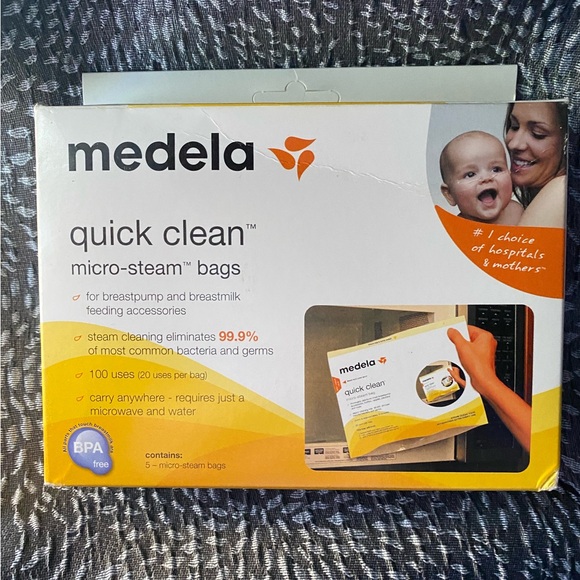 medela
quick clean™
micro-steam™ bags
for breastpump and breastmilk
feeding accessories
steam cleaning eliminates 99.9%
of most common bacteria and germs
100 uses (20 uses per bag)
carry anywhere - requires just a
microwave and water
BPA
free
contains:
5 – micro-steam bags
# 1 choice
of hospitals
& mothers™
medela
quick clean™